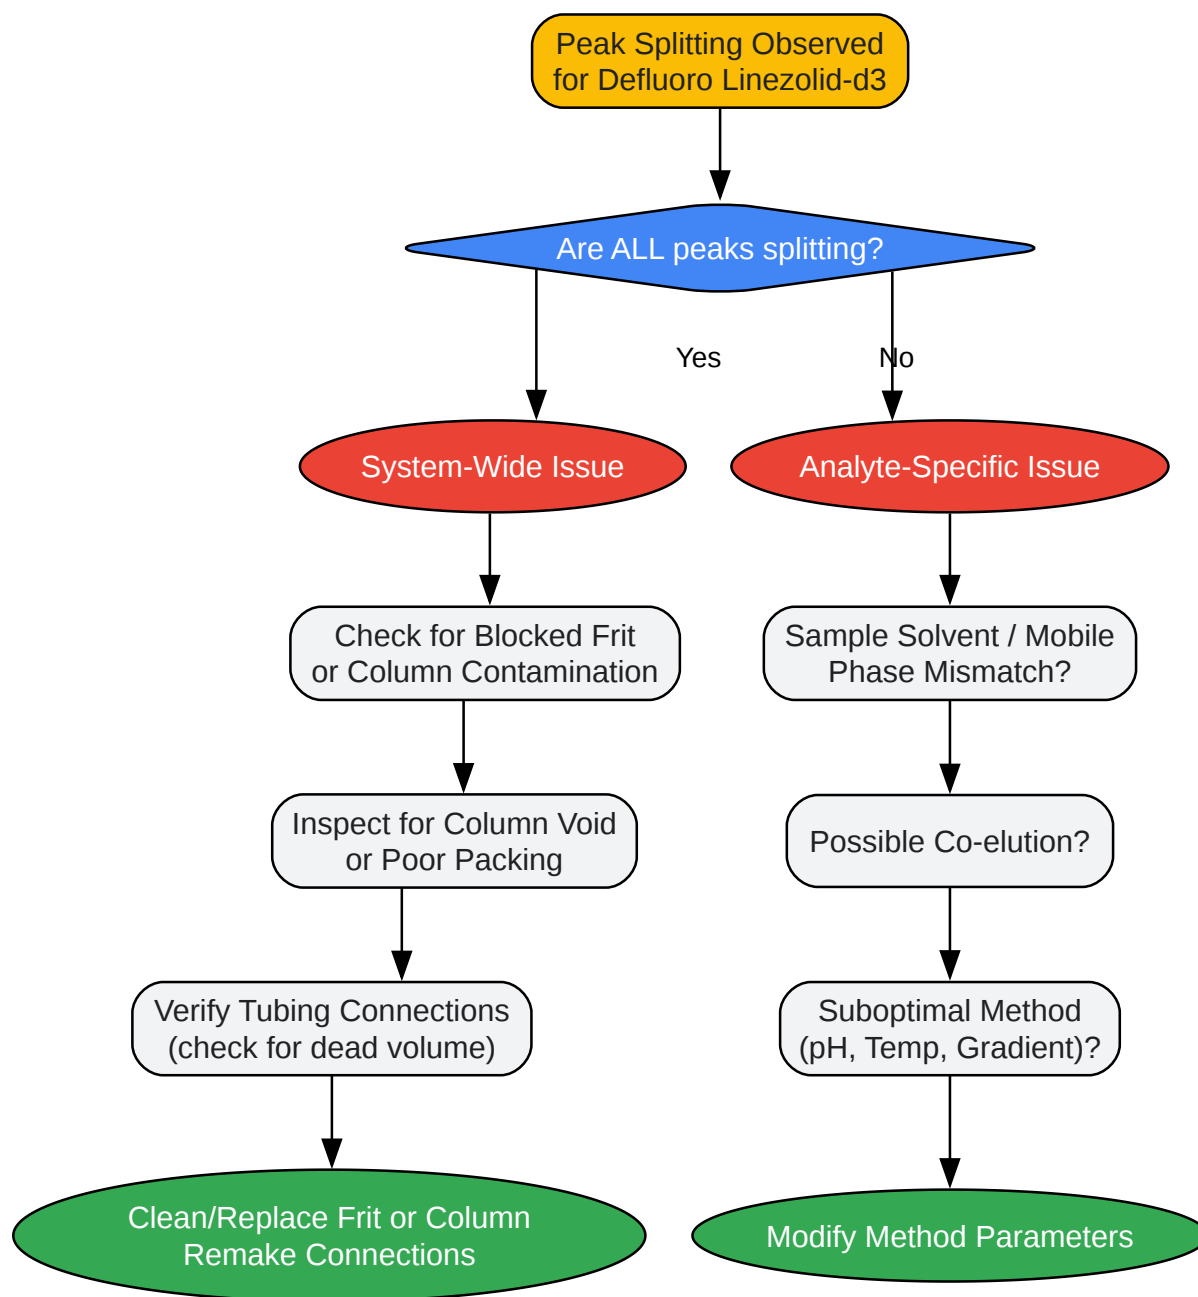 Peak Splitting Observed
for Defluoro Linezolid-d3
Are ALL peaks splitting?
Yes
No
System-Wide Issue
Analyte-Specific Issue
Check for Blocked Frit
or Column Contamination
Sample Solvent / Mobile
Phase Mismatch?
Inspect for Column Void
or Poor Packing
Possible Co-elution?
Verify Tubing Connections
(check for dead volume)
Suboptimal Method
(pH, Temp, Gradient)?
Clean/Replace Frit or Column
Remake Connections
Modify Method Parameters